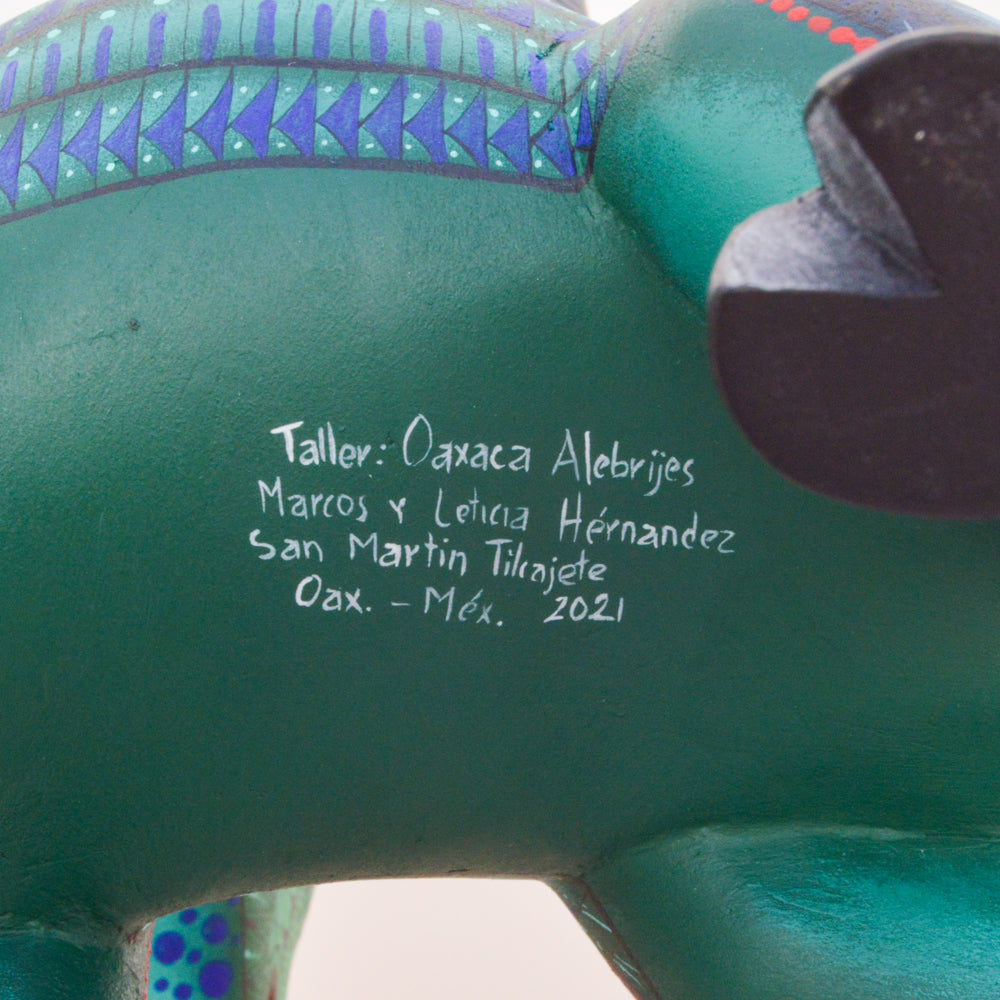 Taller: Oaxaca Alebrijes
Marcos y Leticia Hérnandez
San Martin Tilcajete
Oax. - Méx. 2021